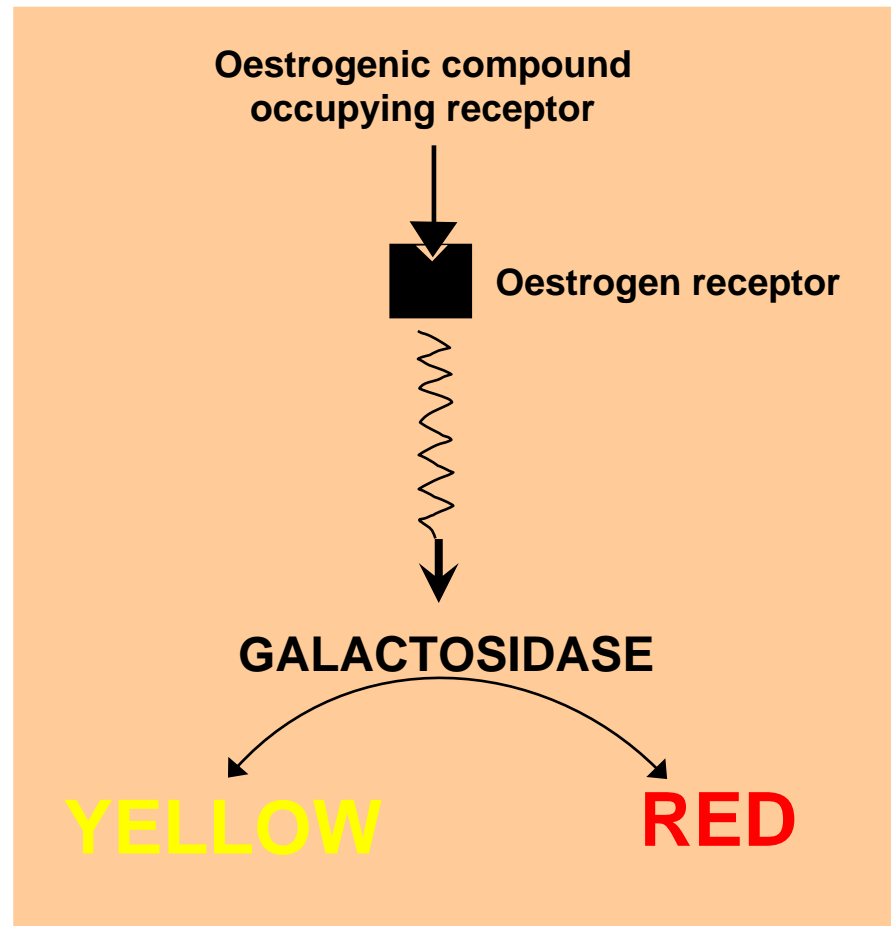 Oestrogenic compound
occupying receptor
Oestrogen receptor
GALACTOSIDASE
YELLOW
RED